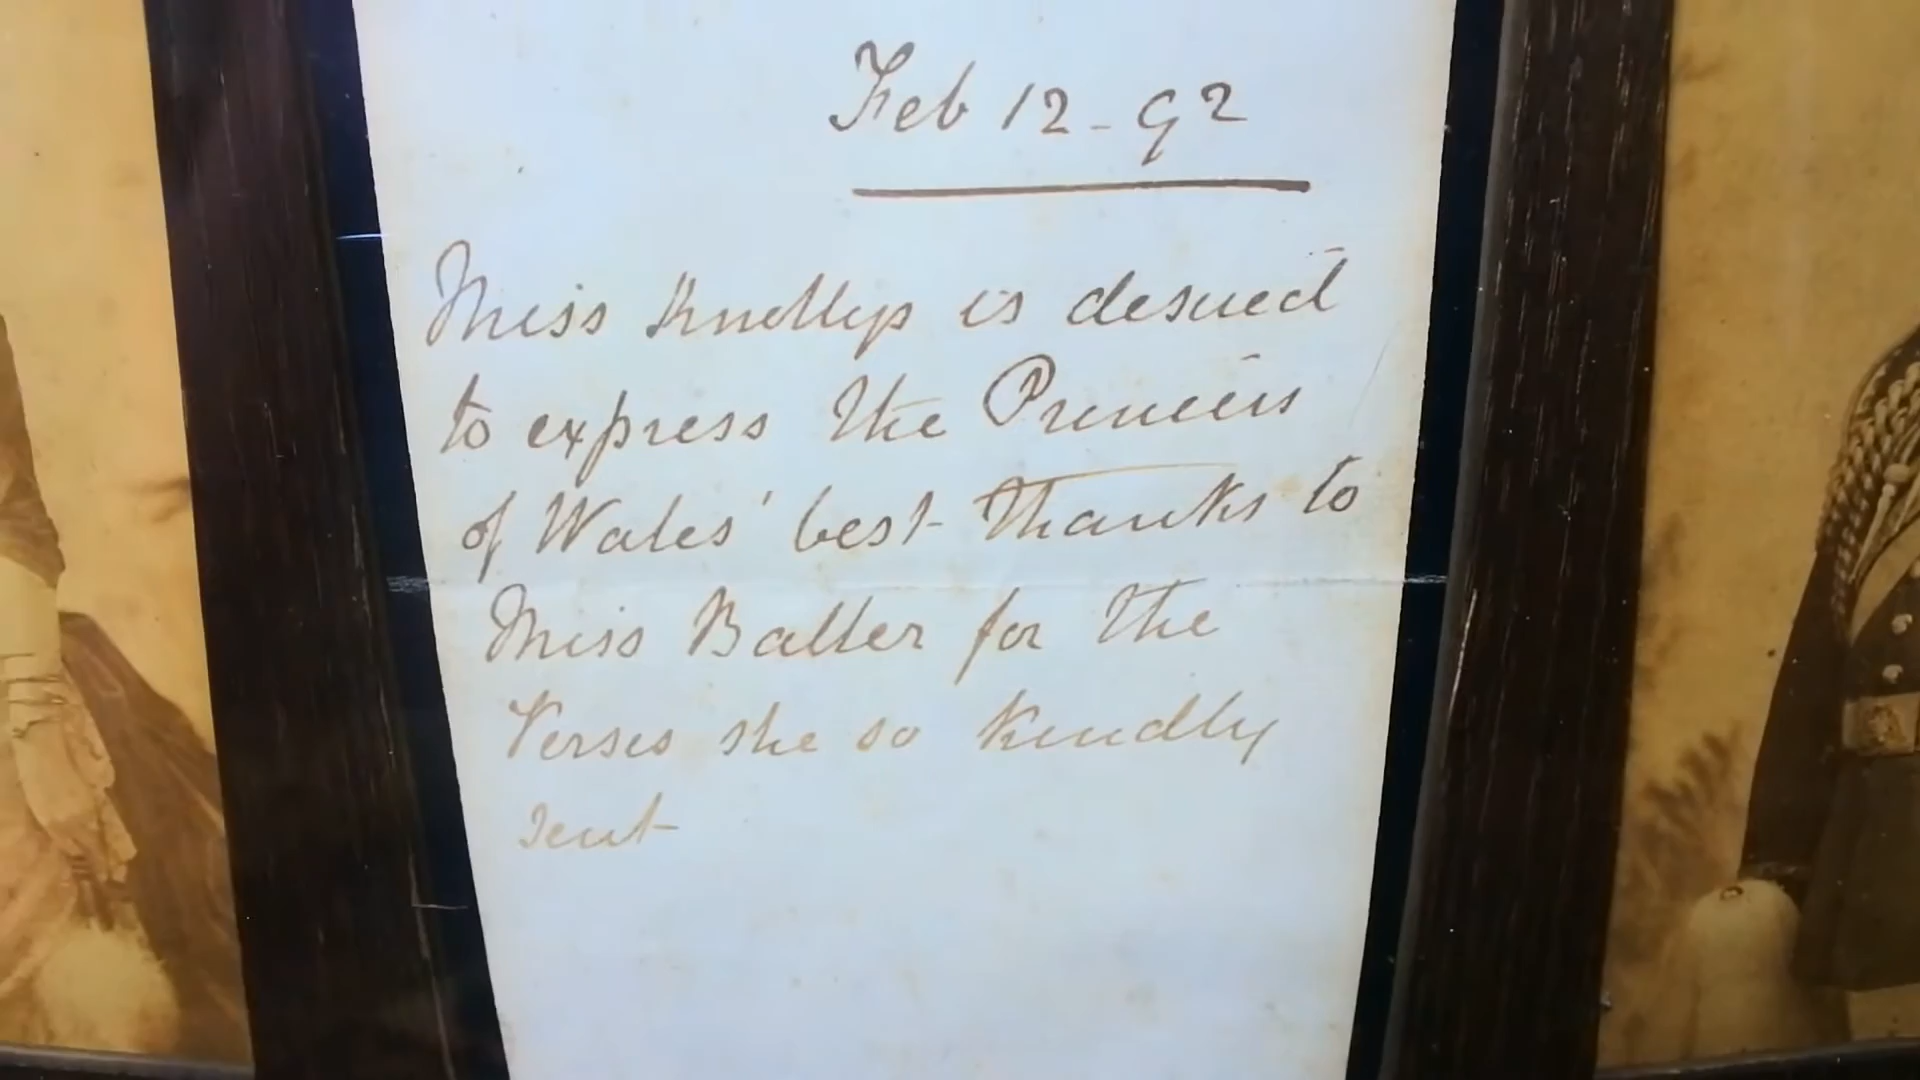 Feb 12 - 92
Miss Knollys is desired
to express the Princess
of Wales' best thanks to
Miss Balter for the
Verses she so kindly
sent